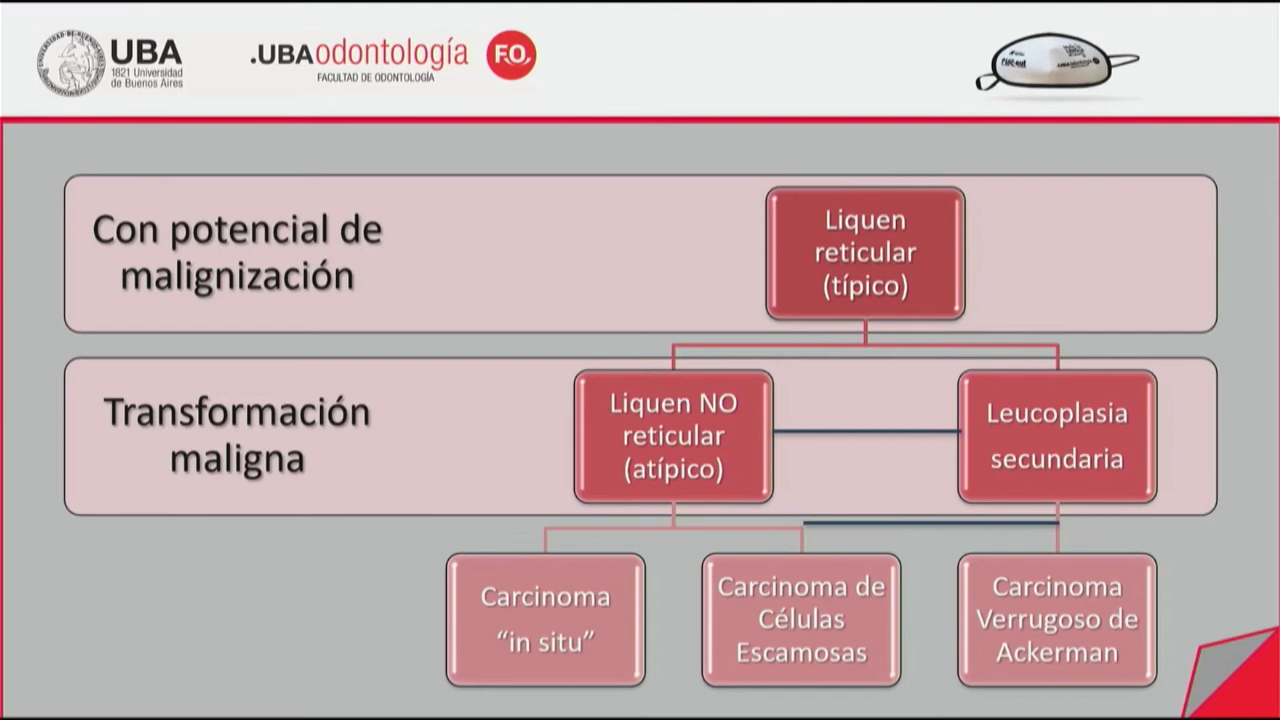 UBA
1821 Universidad
de Buenos Aires
.UBAodontología
FACTULTAD DE ODONTOLOGÍA
F.O.
Con potencial de
malignización
Liquen
reticular
(típico)
Transformación
maligna
Liquen NO
reticular
(atípico)
Leucoplasia
secundaria
Carcinoma
“in situ”
Carcinoma de
Células
Escamosas
Carcinoma
Verrugoso de
Ackerman